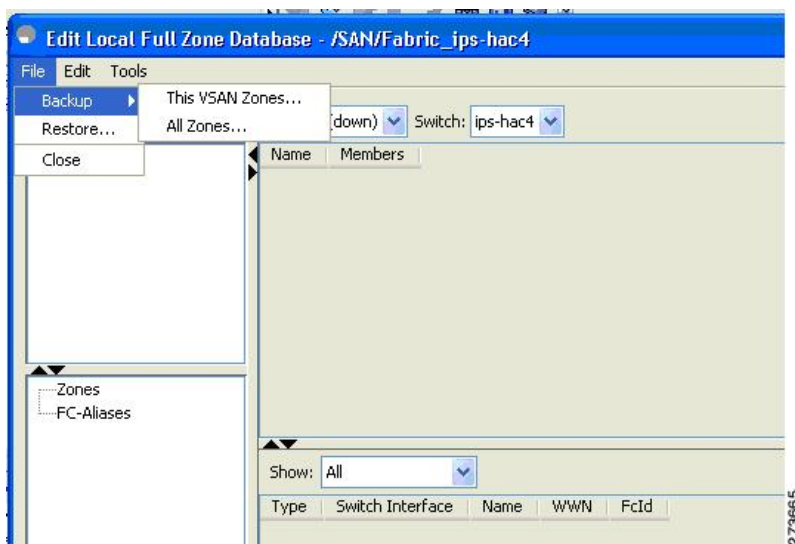 Edit Local Full Zone Database - /SAN/Fabric_ips-hac4
File Edit Tools
Backup This VSAN Zones...
Restore... All Zones...
Close
(down) Switch: ips-hac4
Name Members
Zones
FC-Aliases
Show: All
Type Switch Interface Name WWN FcId
273665